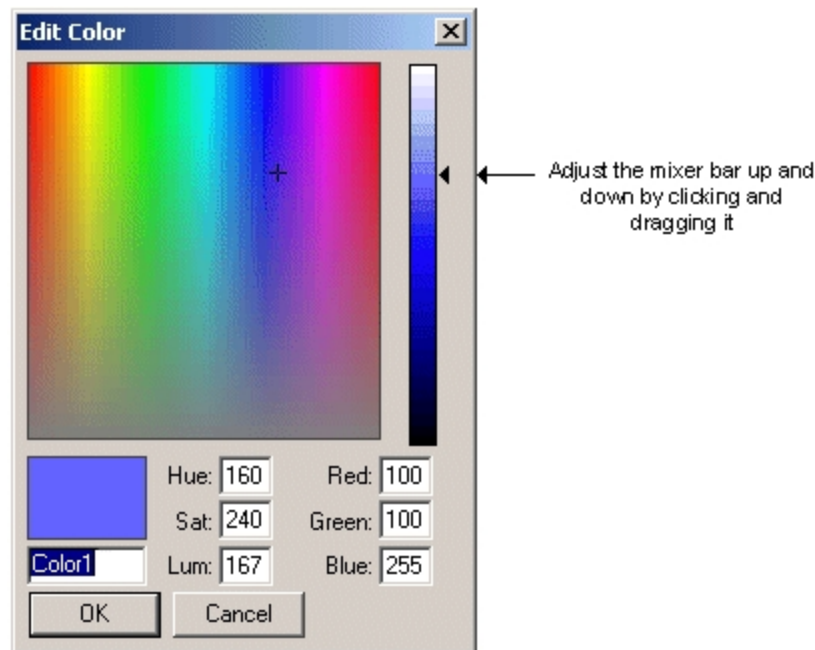 Edit Color
Adjust the mixer bar up and
down by clicking and
dragging it
Hue: 160 Red: 100
Sat: 240 Green: 100
Color1 Lum: 167 Blue: 255
OK Cancel